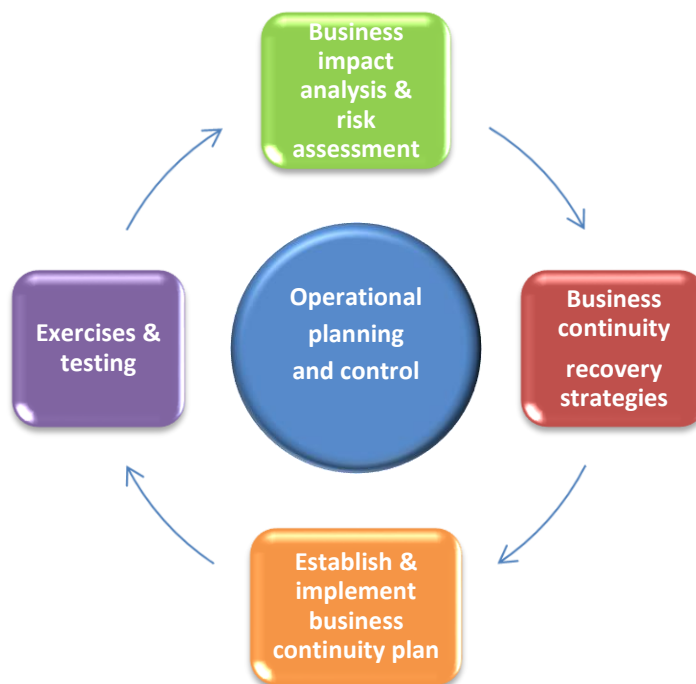 Business
impact
analysis &
risk
assessment
Operational
planning
and control
Exercises &
testing
Business
continuity
recovery
strategies
Establish &
implement
business
continuity plan